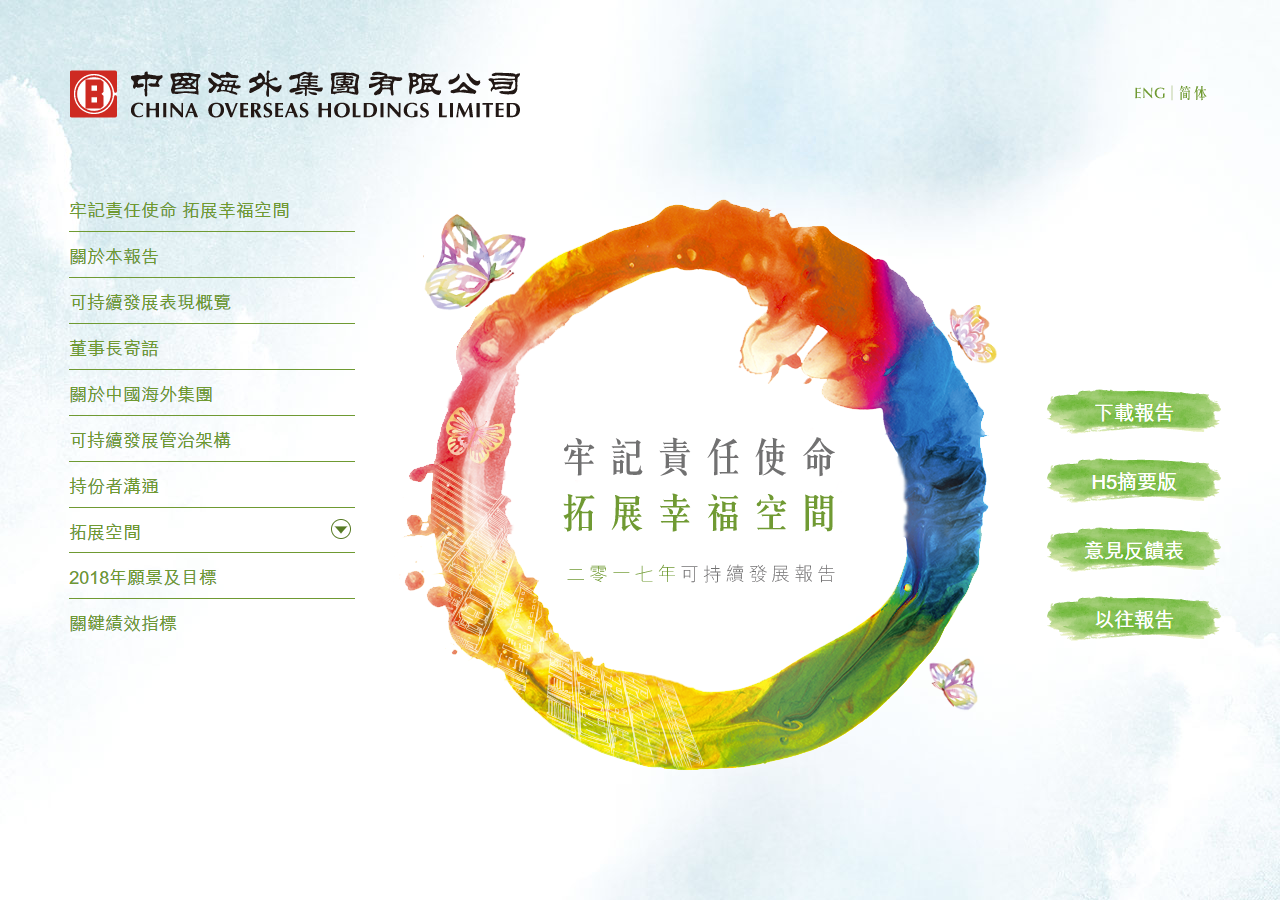 中國海外集團有限公司
CHINA OVERSEAS HOLDINGS LIMITED
ENG | 简体
牢記責任使命 拓展幸福空間
關於本報告
可持續發展表現概覽
董事長寄語
關於中國海外集團
可持續發展管治架構
持份者溝通
拓展空間
2018年願景及目標
關鍵績效指標
牢記責任使命
拓展幸福空間
二零一七年可持續發展報告
下載報告
H5摘要版
意見反饋表
以往報告